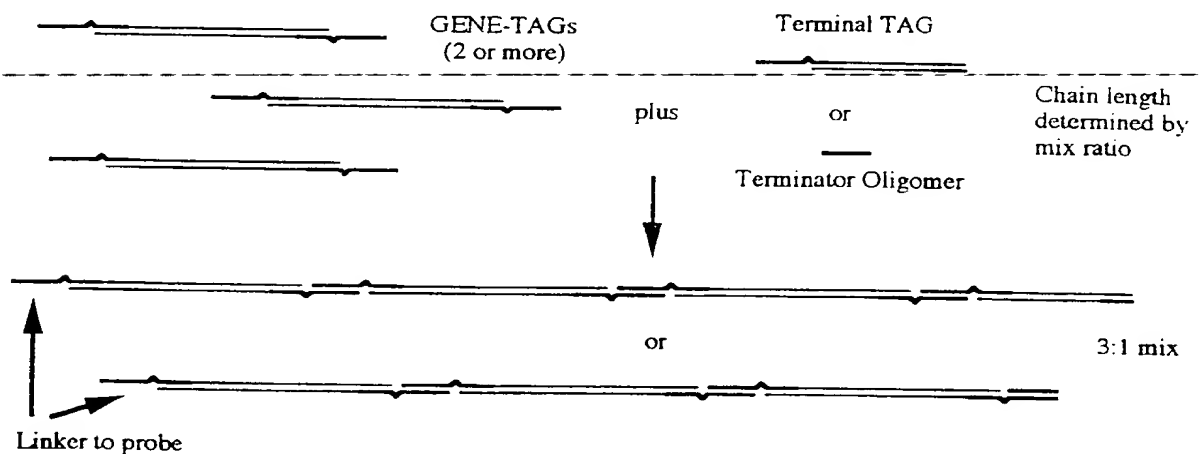 GENE-TAGs
(2 or more)
Terminal TAG
plus
or
Chain length
determined by
mix ratio
Terminator Oligomer
or
3:1 mix
Linker to probe